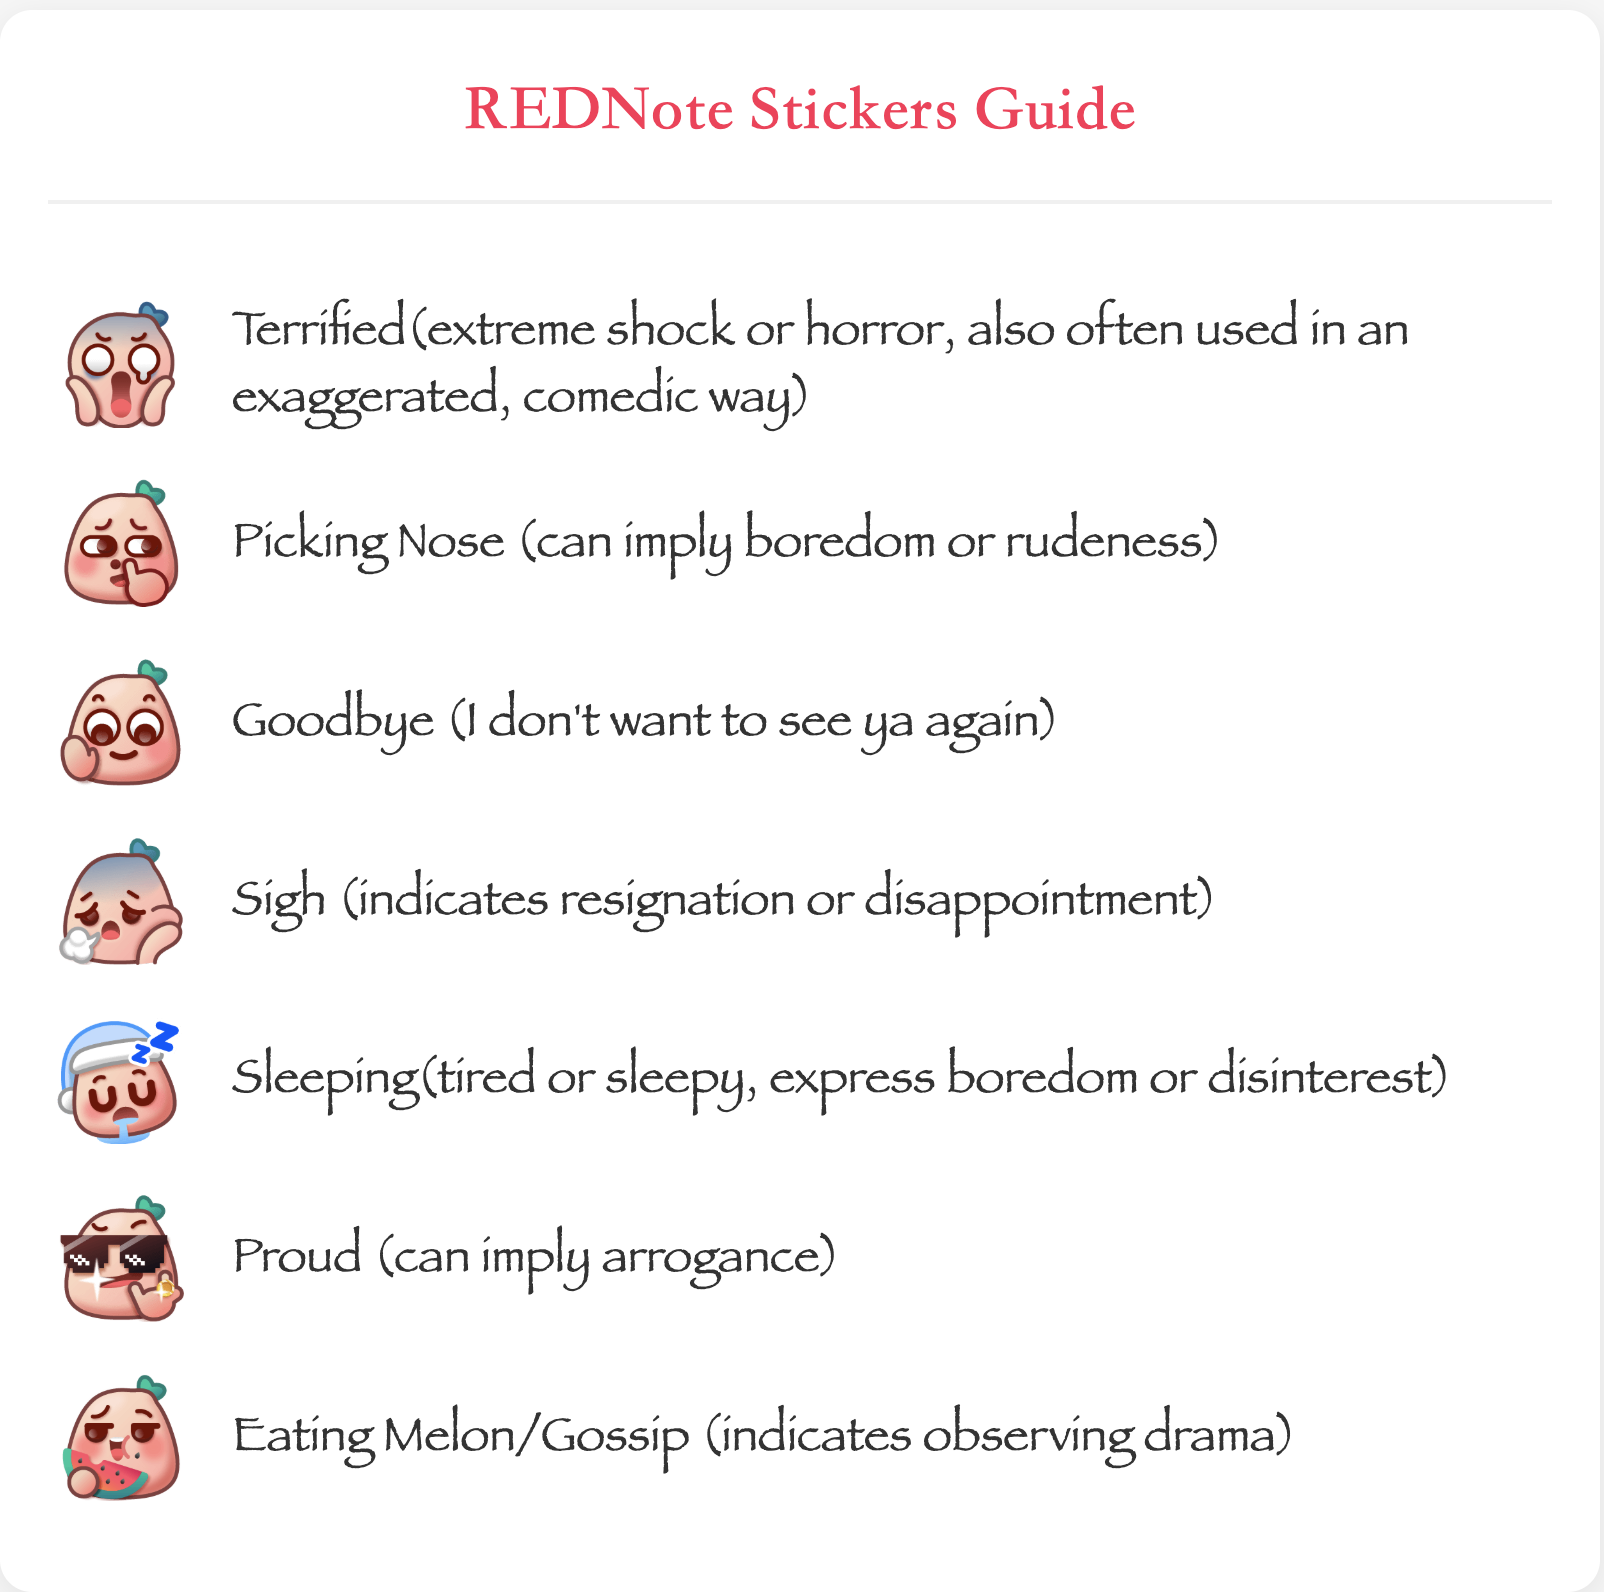 REDNote Stickers Guide
Terrified(extreme shock or horror, also often used in an
exaggerated, comedic way)
Picking Nose (can imply boredom or rudeness)
Goodbye (I don't want to see ya again)
Sigh (indicates resignation or disappointment)
Sleeping(tired or sleepy, express boredom or disinterest)
Proud (can imply arrogance)
Eating Melon/Gossip (indicates observing drama)